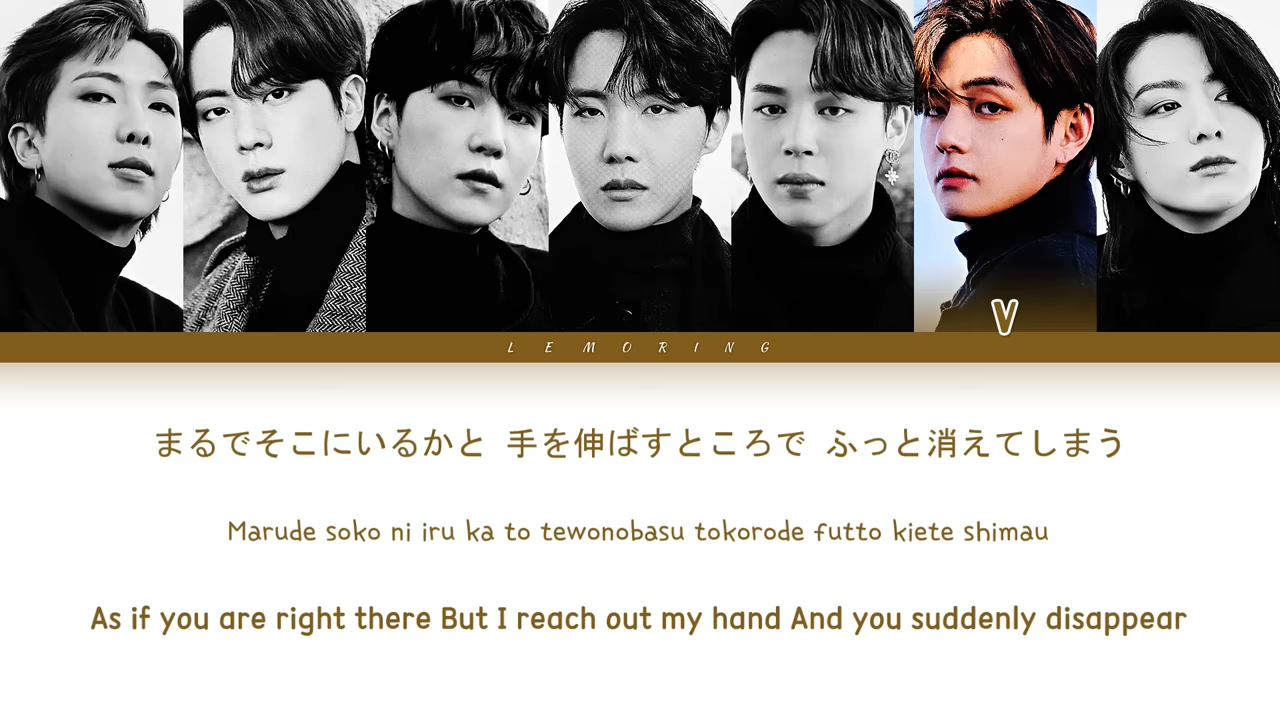 V
LEMORING
まるでそこにいるかと 手を伸ばすところで ふっと消えてしまう
Marude soko ni iru ka to tewonobasu tokorode futto kiete shimau
As if you are right there But I reach out my hand And you suddenly disappear